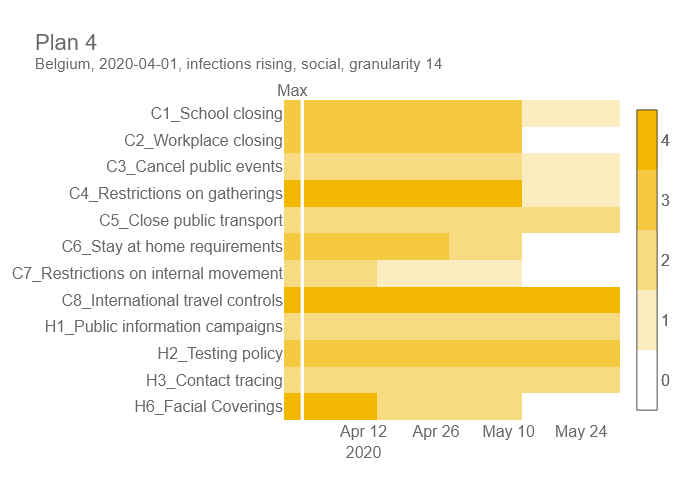 Plan 4
Belgium, 2020-04-01, infections rising, social, granularity 14
Max
C1_School closing
C2_Workplace closing
C3_Cancel public events
C4_Restrictions on gatherings
C5_Close public transport
C6_Stay at home requirements
C7_Restrictions on internal movement
C8_International travel controls
H1_Public information campaigns
H2_Testing policy
H3_Contact tracing
H6_Facial Coverings
Apr 12 Apr 26 May 10 May 24
2020
4
3
2
1
0